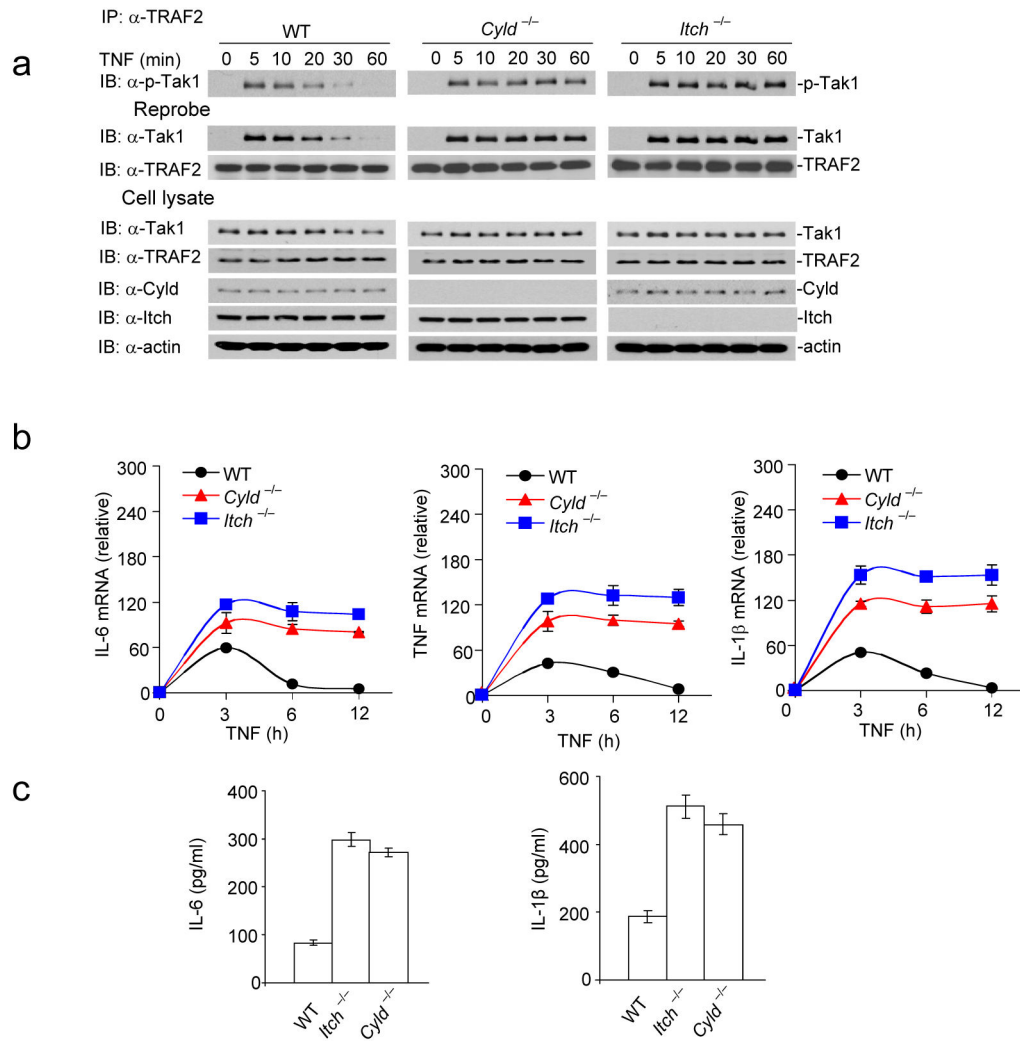 IP: α-TRAF2
a
WT
Cyld −/−
Itch −/−
TNF (min) 0 5 10 20 30 60 0 5 10 20 30 60 0 5 10 20 30 60
IB: α-p-Tak1 -p-Tak1
Reprobe
IB: α-Tak1 -Tak1
IB: α-TRAF2 -TRAF2
Cell lysate
IB: α-Tak1 -Tak1
IB: α-TRAF2 -TRAF2
IB: α-Cyld -Cyld
IB: α-Itch -Itch
IB: α-actin -actin
b
IL-6 mRNA (relative)
300
240
180
120
60
0
WT
Cyld −/−
Itch −/−
0 3 6 12
TNF (h)
TNF mRNA (relative)
300
240
180
120
60
0
WT
Cyld −/−
Itch −/−
0 3 6 12
TNF (h)
IL-1β mRNA (relative)
300
240
180
120
60
0
WT
Cyld −/−
Itch −/−
0 3 6 12
TNF (h)
c
IL-6 (pg/ml)
400
300
200
100
0
WT
Itch −/−
Cyld −/−
IL-1β (pg/ml)
600
400
200
0
WT
Itch −/−
Cyld −/−